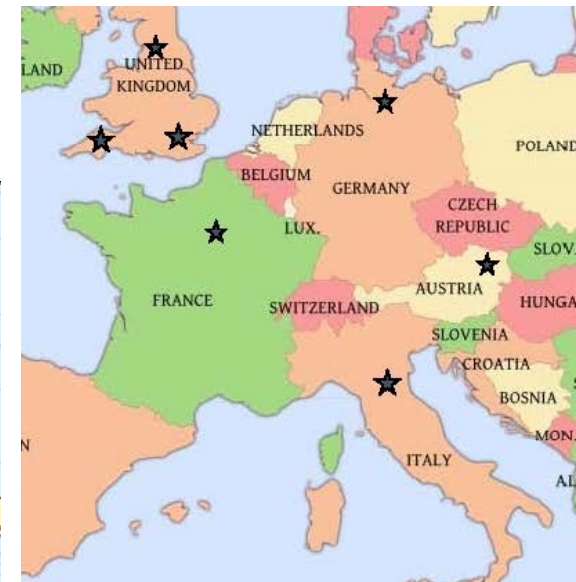 LAND
UNITED
KINGDOM
NETHERLANDS
POLAND
BELGIUM
GERMANY
CZECH
REPUBLIC
LUX.
SLOV
AUSTRIA
FRANCE
SWITZERLAND
HUNGA
SLOVENIA
CROATIA
BOSNIA
MON.
ITALY
N
AL